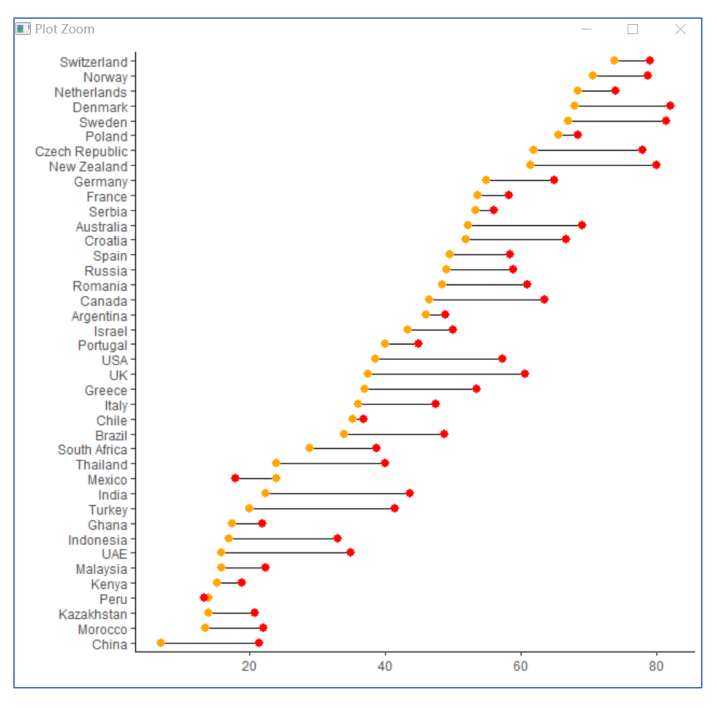 Plot Zoom
Switzerland
Norway
Netherlands
Denmark
Sweden
Poland
Czech Republic
New Zealand
Germany
France
Serbia
Australia
Croatia
Spain
Russia
Romania
Canada
Argentina
Israel
Portugal
USA
UK
Greece
Italy
Chile
Brazil
South Africa
Thailand
Mexico
India
Turkey
Ghana
Indonesia
UAE
Malaysia
Kenya
Peru
Kazakhstan
Morocco
China
20 40 60 80